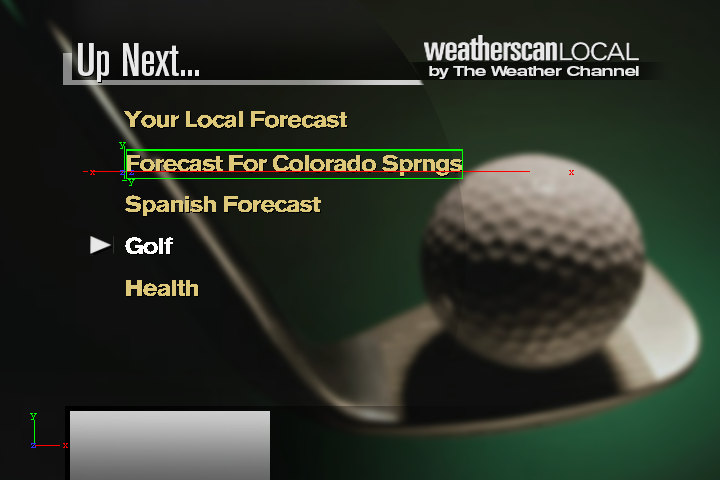 Up Next...
weatherscanLOCAL
by The Weather Channel
Your Local Forecast
Forecast For Colorado Sprngs
Spanish Forecast
Golf
Health
y
x
z
x
y
y
z
x